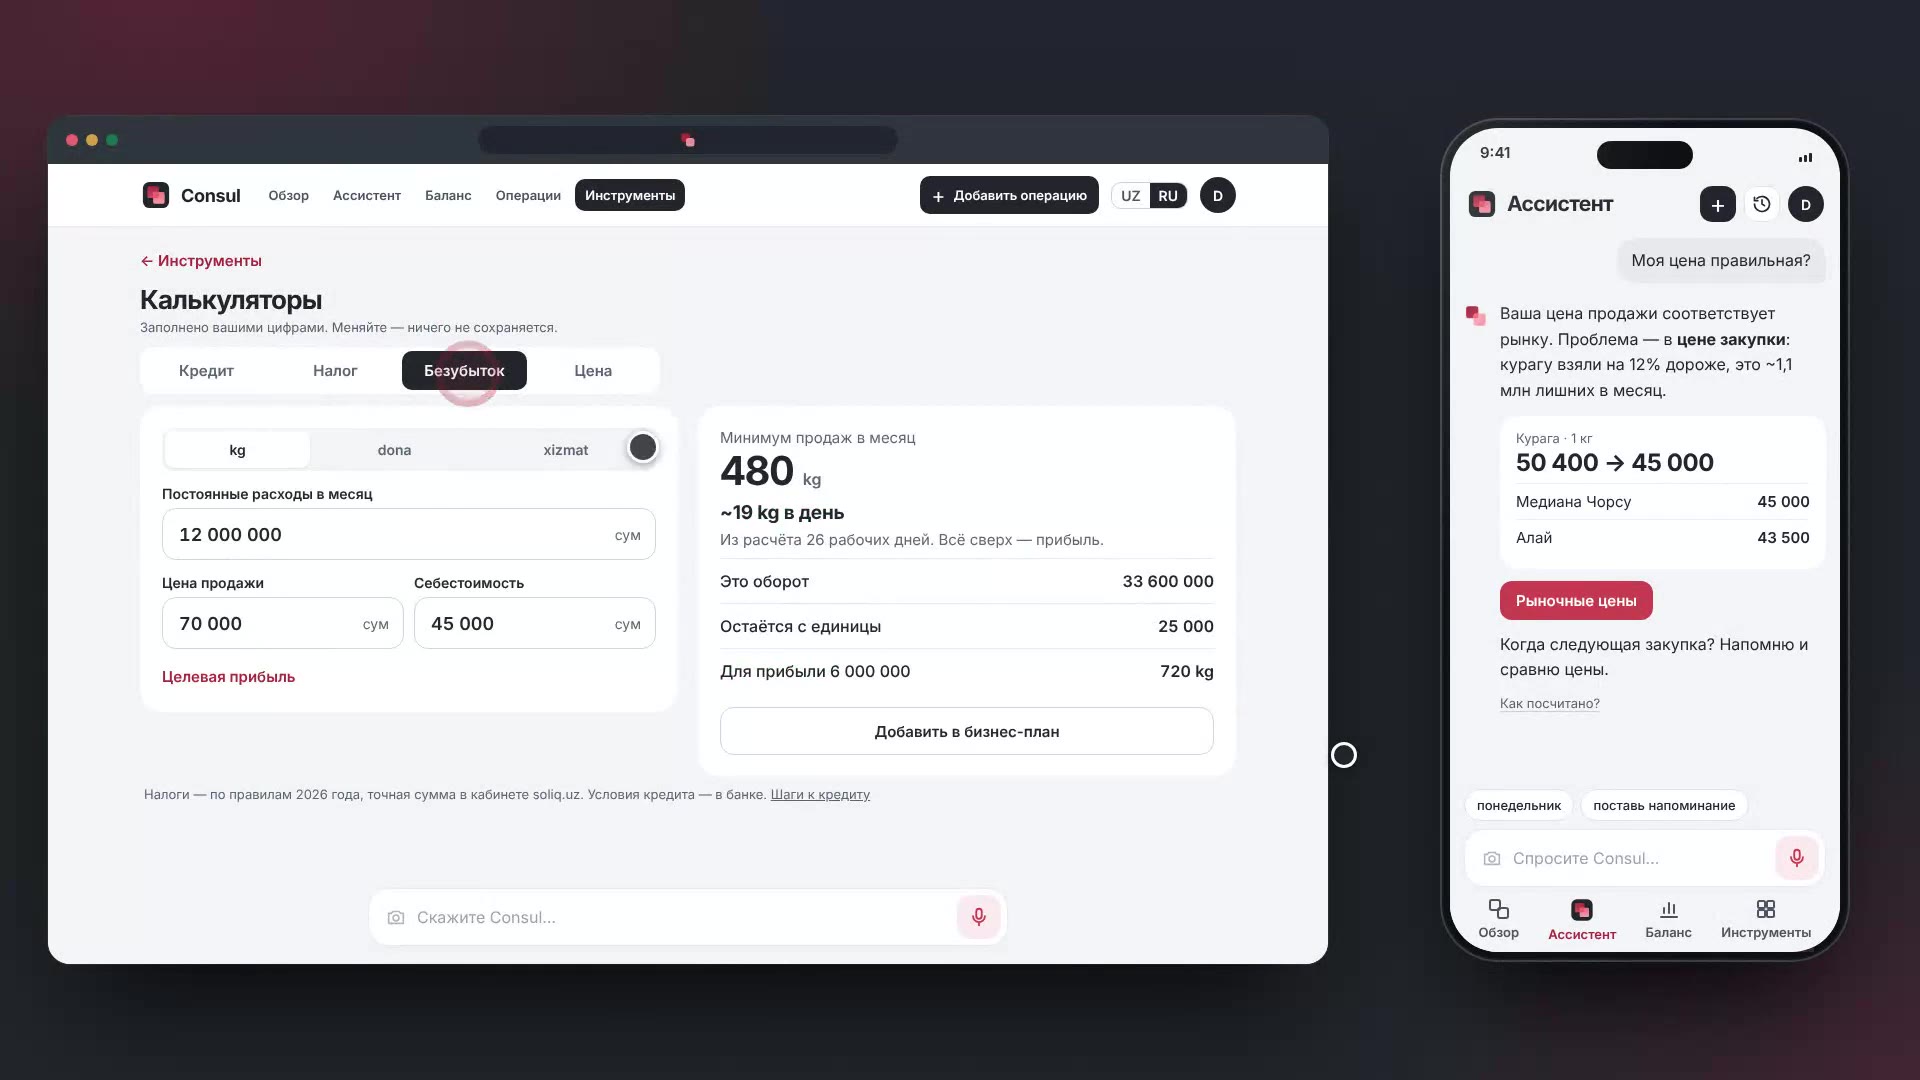 Consul
Обзор
Ассистент
Баланс
Операции
Инструменты
+ Добавить операцию
UZ
RU
D
← Инструменты
Калькуляторы
Заполнено вашими цифрами. Меняйте — ничего не сохраняется.
Кредит
Налог
Безубыток
Цена
kg
dona
xizmat
Постоянные расходы в месяц
12 000 000
сум
Цена продажи
Себестоимость
70 000
сум
45 000
сум
Целевая прибыль
Минимум продаж в месяц
480 kg
~19 kg в день
Из расчёта 26 рабочих дней. Всё сверх — прибыль.
Это оборот
33 600 000
Остаётся с единицы
25 000
Для прибыли 6 000 000
720 kg
Добавить в бизнес-план
Налоги — по правилам 2026 года, точная сумма в кабинете soliq.uz. Условия кредита — в банке. Шаги к кредиту
Скажите Consul...
9:41
Ассистент
+
D
Моя цена правильная?
Ваша цена продажи соответствует
рынку. Проблема — в цене закупки:
курагу взяли на 12% дороже, это ~1,1
млн лишних в месяц.
Курага · 1 кг
50 400 → 45 000
Медиана Чорсу
45 000
Алай
43 500
Рыночные цены
Когда следующая закупка? Напомню и
сравню цены.
Как посчитано?
понедельник
поставь напоминание
Спросите Consul...
Обзор
Ассистент
Баланс
Инструменты